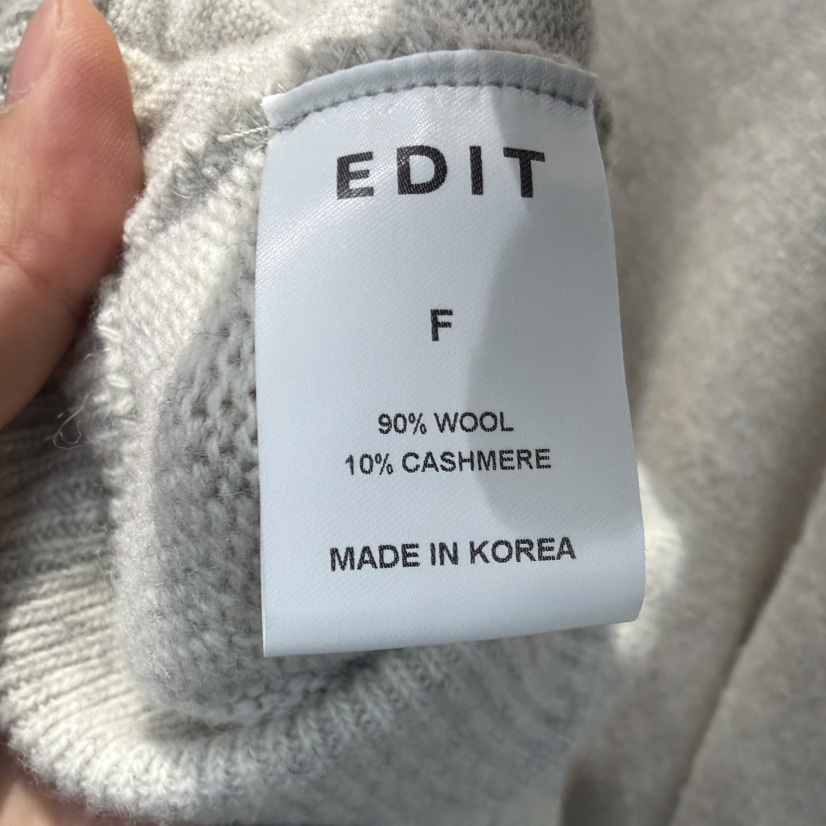 EDIT
F
90% WOOL
10% CASHMERE
MADE IN KOREA